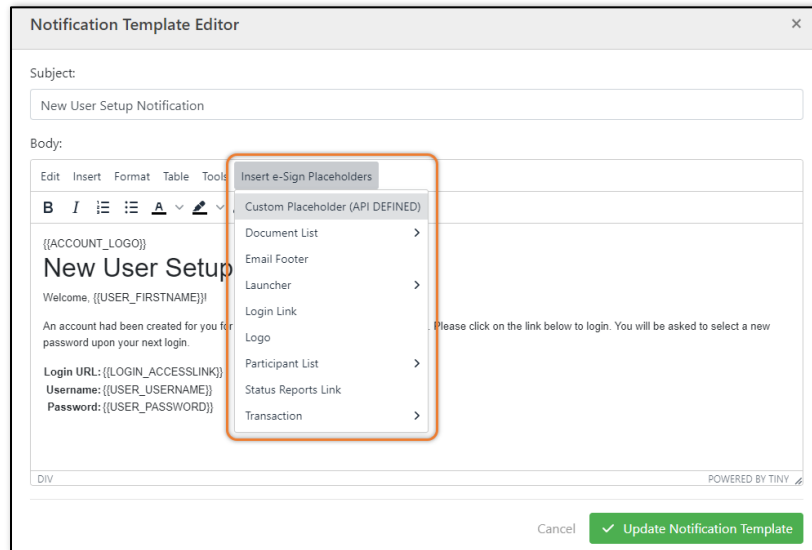 Notification Template Editor ×
Subject:
New User Setup Notification
Body:
Edit Insert Format Table Tools Insert e-Sign Placeholders
B I A
Custom Placeholder (API DEFINED)
Document List
Email Footer
Launcher
Login Link
Logo
Participant List
Status Reports Link
Transaction
{{ACCOUNT_LOGO}}
New User Setup
Welcome, {{USER_FIRSTNAME}}!
An account had been created for you for . Please click on the link below to login. You will be asked to select a new
password upon your next login.
Login URL: {{LOGIN_ACCESSLINK}}
Username: {{USER_USERNAME}}
Password: {{USER_PASSWORD}}
DIV POWERED BY TINY
Cancel ✓ Update Notification Template